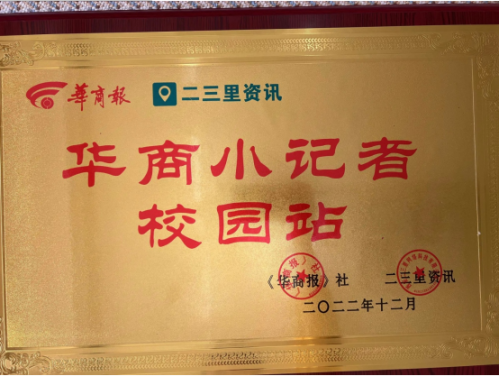 華商報 二三里资讯
华商小记者
校园站
《华商报》社 二三里资讯
二〇二二年十二月